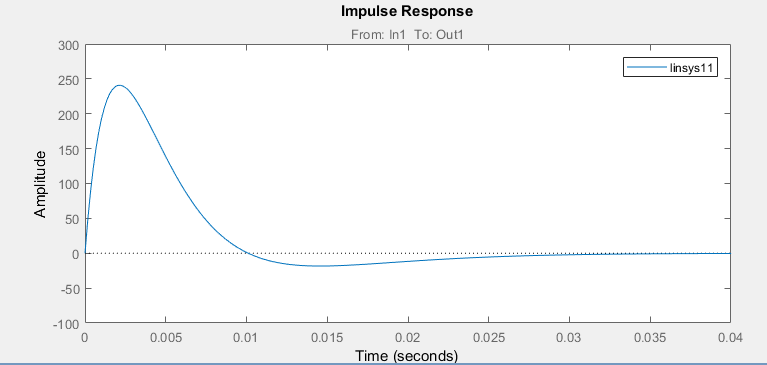 Impulse Response
From: In1 To: Out1
300
250
200
150
100
50
0
-50
-100
Amplitude
linsys11
0 0.005 0.01 0.015 0.02 0.025 0.03 0.035 0.04
Time (seconds)